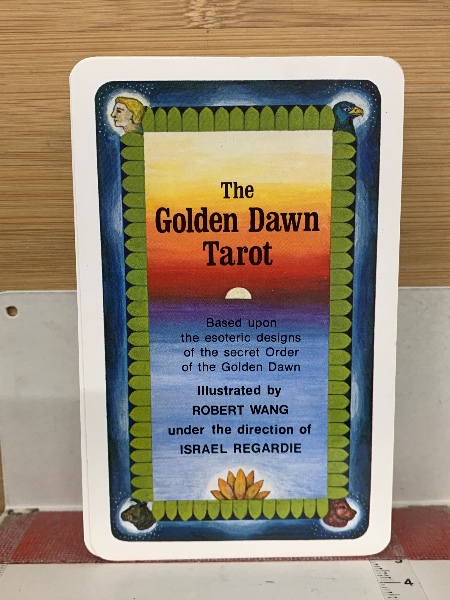 The
Golden Dawn
Tarot
Based upon
the esoteric designs
of the secret Order
of the Golden Dawn
Illustrated by
ROBERT WANG
under the direction of
ISRAEL REGARDIE
4